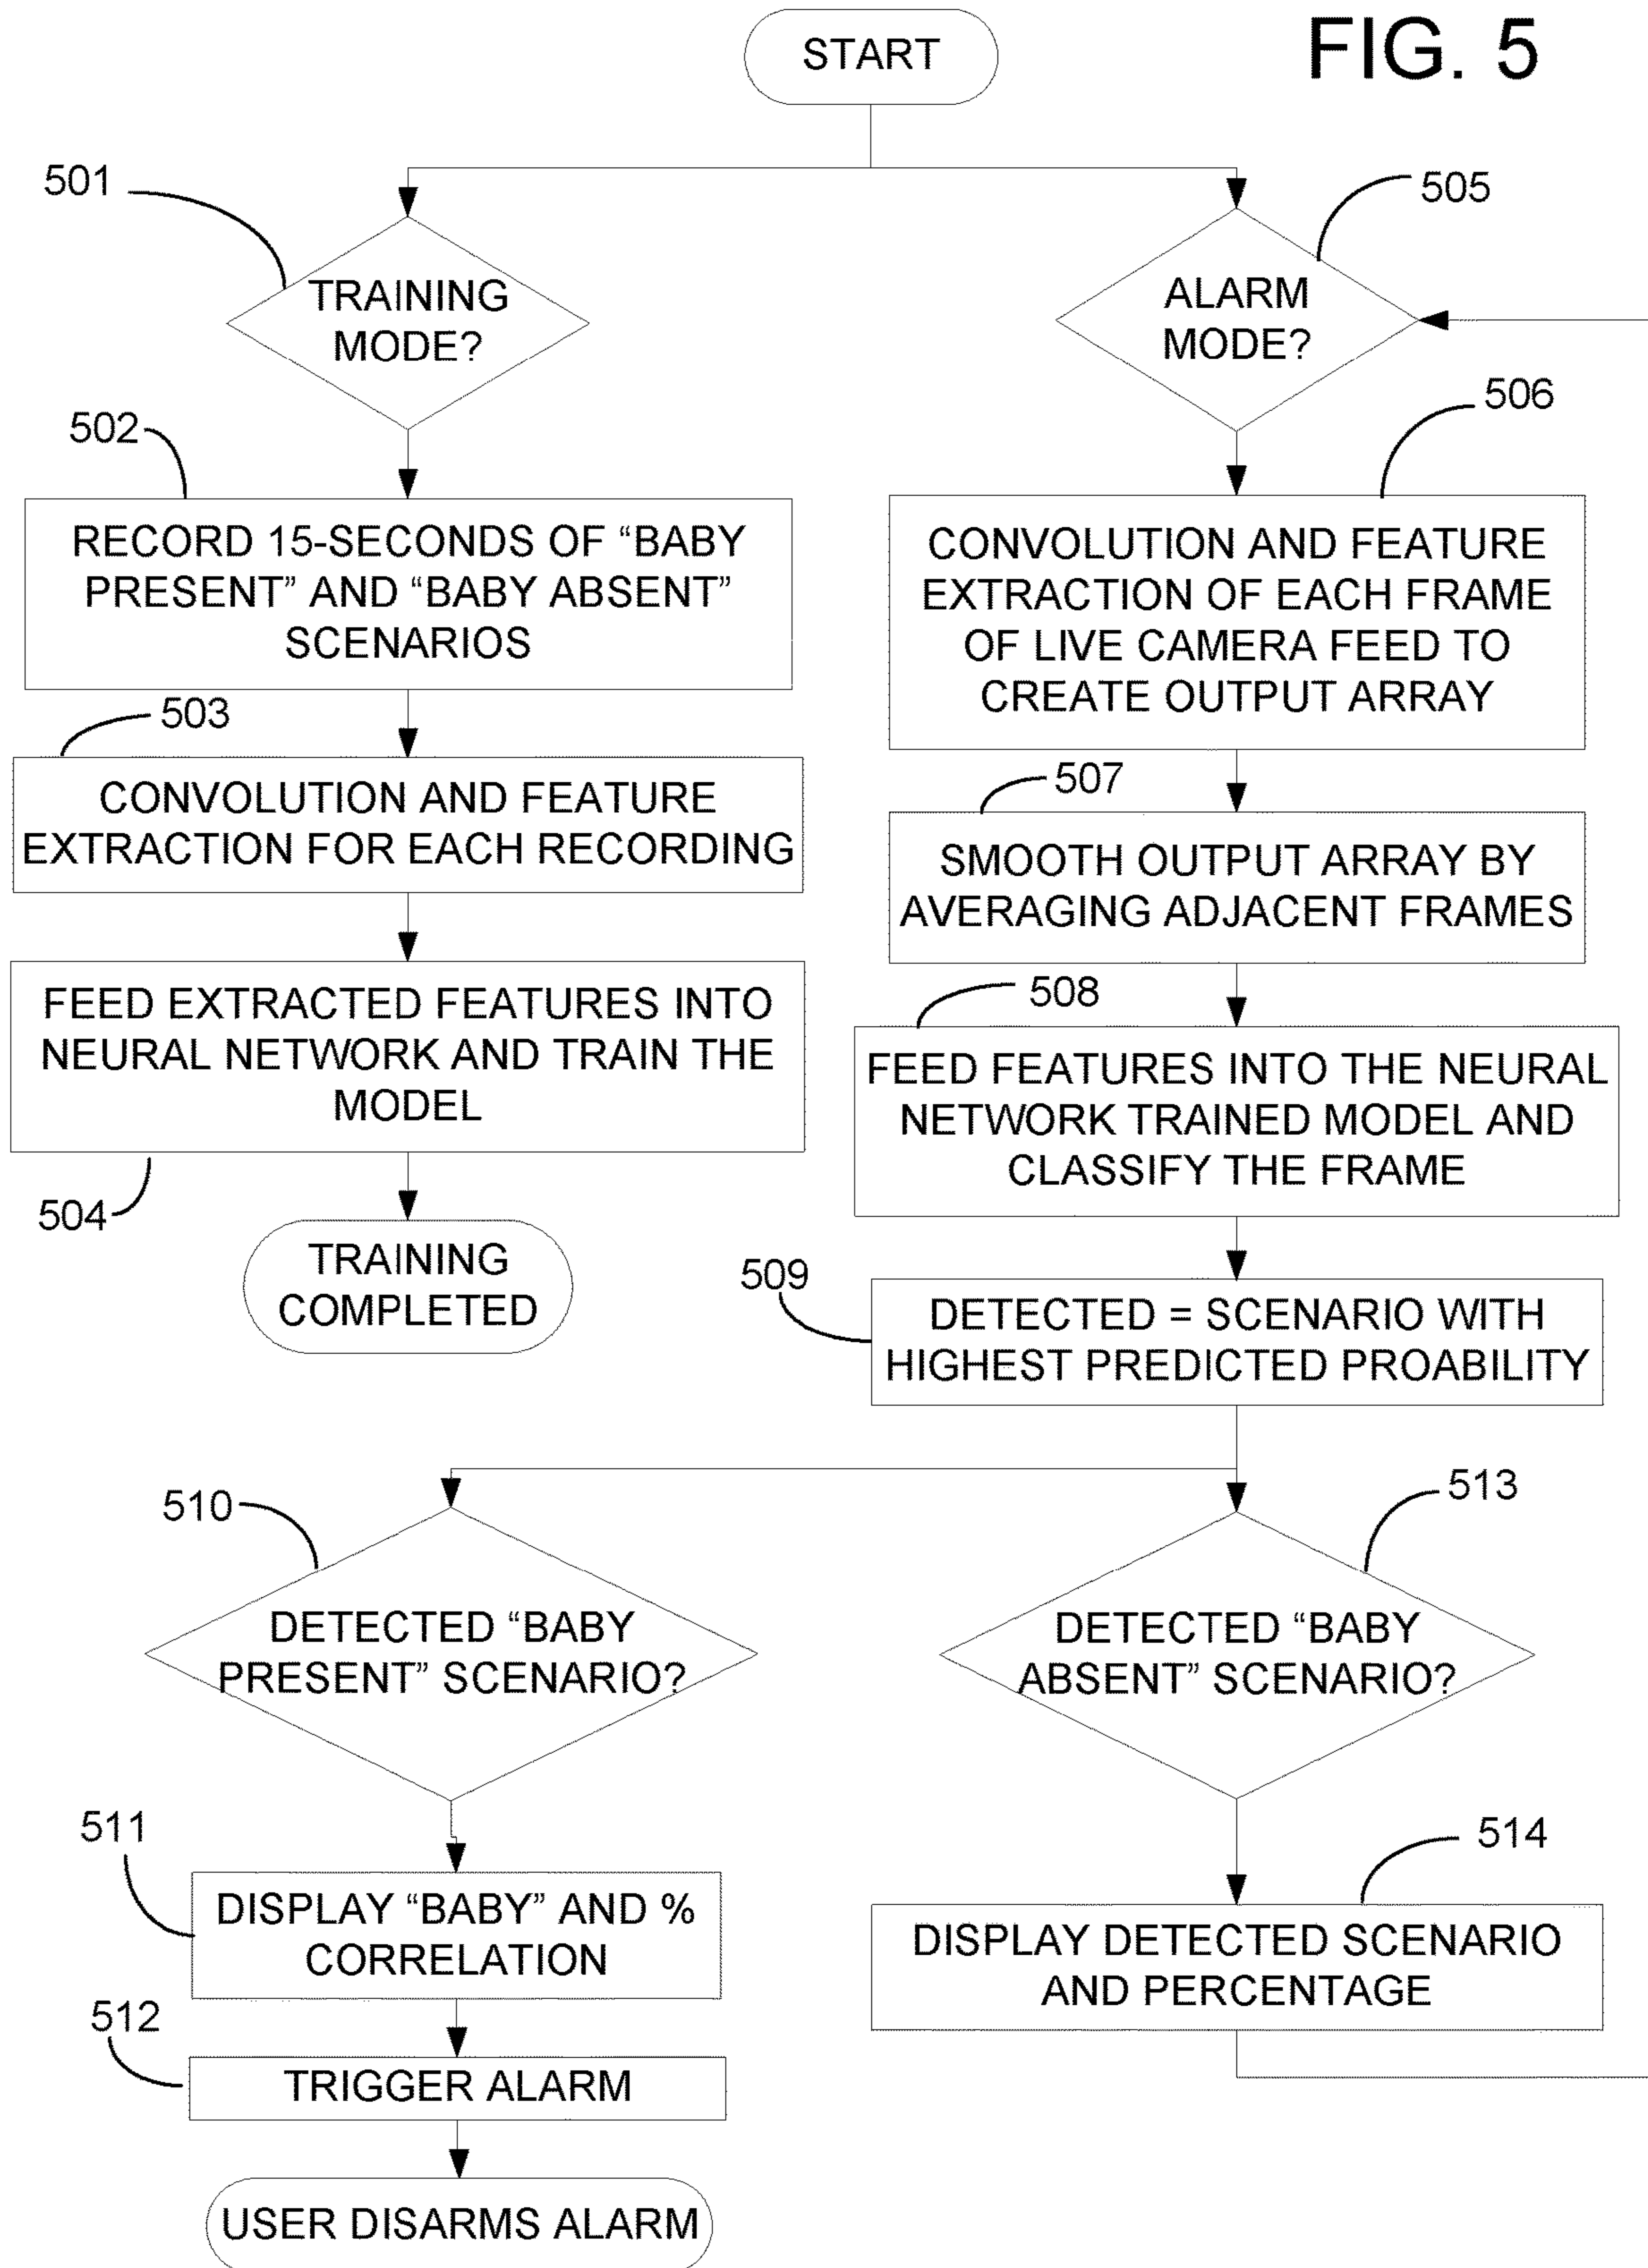 FIG. 5
START
501
TRAINING
MODE?
505
ALARM
MODE?
502
RECORD 15-SECONDS OF “BABY
PRESENT” AND “BABY ABSENT”
SCENARIOS
503
CONVOLUTION AND FEATURE
EXTRACTION FOR EACH RECORDING
FEED EXTRACTED FEATURES INTO
NEURAL NETWORK AND TRAIN THE
MODEL
504
TRAINING
COMPLETED
506
CONVOLUTION AND FEATURE
EXTRACTION OF EACH FRAME
OF LIVE CAMERA FEED TO
CREATE OUTPUT ARRAY
507
SMOOTH OUTPUT ARRAY BY
AVERAGING ADJACENT FRAMES
508
FEED FEATURES INTO THE NEURAL
NETWORK TRAINED MODEL AND
CLASSIFY THE FRAME
509
DETECTED = SCENARIO WITH
HIGHEST PREDICTED PROABILITY
510
DETECTED “BABY
PRESENT” SCENARIO?
511
DISPLAY “BABY” AND %
CORRELATION
512
TRIGGER ALARM
USER DISARMS ALARM
513
DETECTED “BABY
ABSENT” SCENARIO?
514
DISPLAY DETECTED SCENARIO
AND PERCENTAGE